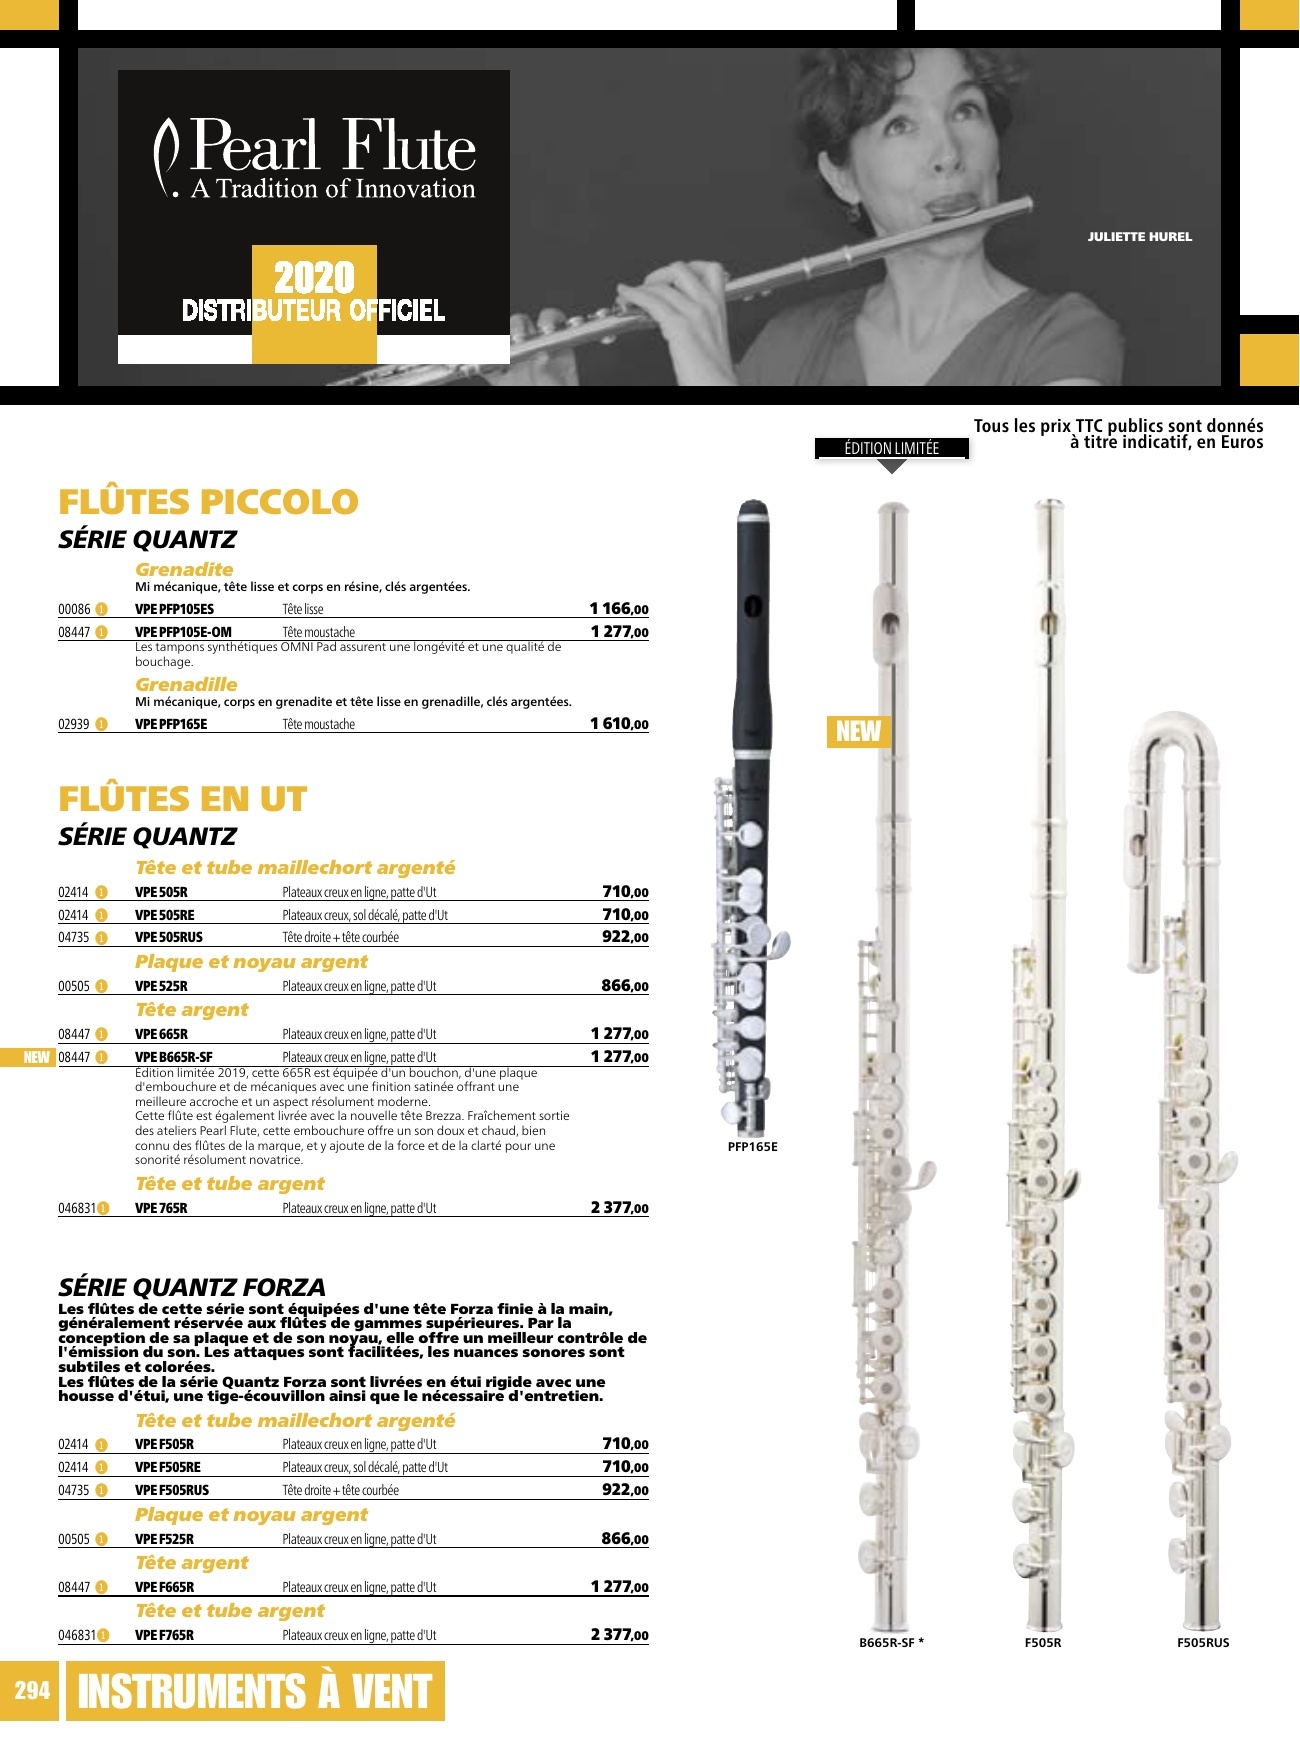 Pearl Flute
A Tradition of Innovation
2020
DISTRIBUTEUR OFFICIEL
JULIETTE HUREL
Tous les prix TTC publics sont donnés
à titre indicatif, en Euros
ÉDITION LIMITÉE
FLÛTES PICCOLO
SÉRIE QUANTZ
Grenadite
Mi mécanique, tête lisse et corps en résine, clés argentées.
00086 1 VPE PFP105ES Tête lisse 1 166,00
08447 1 VPE PFP105E-OM Tête moustache 1 277,00
Les tampons synthétiques OMNI Pad assurent une longévité et une qualité de
bouchage.
Grenadille
Mi mécanique, corps en grenadite et tête lisse en grenadille, clés argentées.
02939 1 VPE PFP165E Tête moustache 1 610,00
FLÛTES EN UT
SÉRIE QUANTZ
Tête et tube maillechort argenté
02414 1 VPE 505R Plateaux creux en ligne, patte d'Ut 710,00
02414 1 VPE 505RE Plateaux creux, sol décalé, patte d'Ut 710,00
04735 1 VPE 505RUS Tête droite + tête courbée 922,00
Plaque et noyau argent
00505 1 VPE 525R Plateaux creux en ligne, patte d'Ut 866,00
Tête argent
08447 1 VPE 665R Plateaux creux en ligne, patte d'Ut 1 277,00
NEW 08447 1 VPE B665R-SF Plateaux creux en ligne, patte d'Ut 1 277,00
Édition limitée 2019, cette 665R est équipée d'un bouchon, d'une plaque
d'embouchure et de mécaniques avec une finition satinée offrant une
meilleure accroche et un aspect résolument moderne.
Cette flûte est également livrée avec la nouvelle tête Brezza. Fraîchement sortie
des ateliers Pearl Flute, cette embouchure offre un son doux et chaud, bien
connu des flûtes de la marque, et y ajoute de la force et de la clarté pour une
sonorité résolument novatrice.
Tête et tube argent
046831 1 VPE 765R Plateaux creux en ligne, patte d'Ut 2 377,00
SÉRIE QUANTZ FORZA
Les flûtes de cette série sont équipées d'une tête Forza finie à la main,
généralement réservée aux flûtes de gammes supérieures. Par la
conception de sa plaque et de son noyau, elle offre un meilleur contrôle de
l'émission du son. Les attaques sont facilitées, les nuances sonores sont
subtiles et colorées.
Les flûtes de la série Quantz Forza sont livrées en étui rigide avec une
housse d'étui, une tige-écouvillon ainsi que le nécessaire d'entretien.
Tête et tube maillechort argenté
02414 1 VPE F505R Plateaux creux en ligne, patte d'Ut 710,00
02414 1 VPE F505RE Plateaux creux, sol décalé, patte d'Ut 710,00
04735 1 VPE F505RUS Tête droite + tête courbée 922,00
Plaque et noyau argent
00505 1 VPE F525R Plateaux creux en ligne, patte d'Ut 866,00
Tête argent
08447 1 VPE F665R Plateaux creux en ligne, patte d'Ut 1 277,00
Tête et tube argent
046831 1 VPE F765R Plateaux creux en ligne, patte d'Ut 2 377,00
NEW
PFP165E
B665R-SF *
F505R
F505RUS
294 INSTRUMENTS À VENT